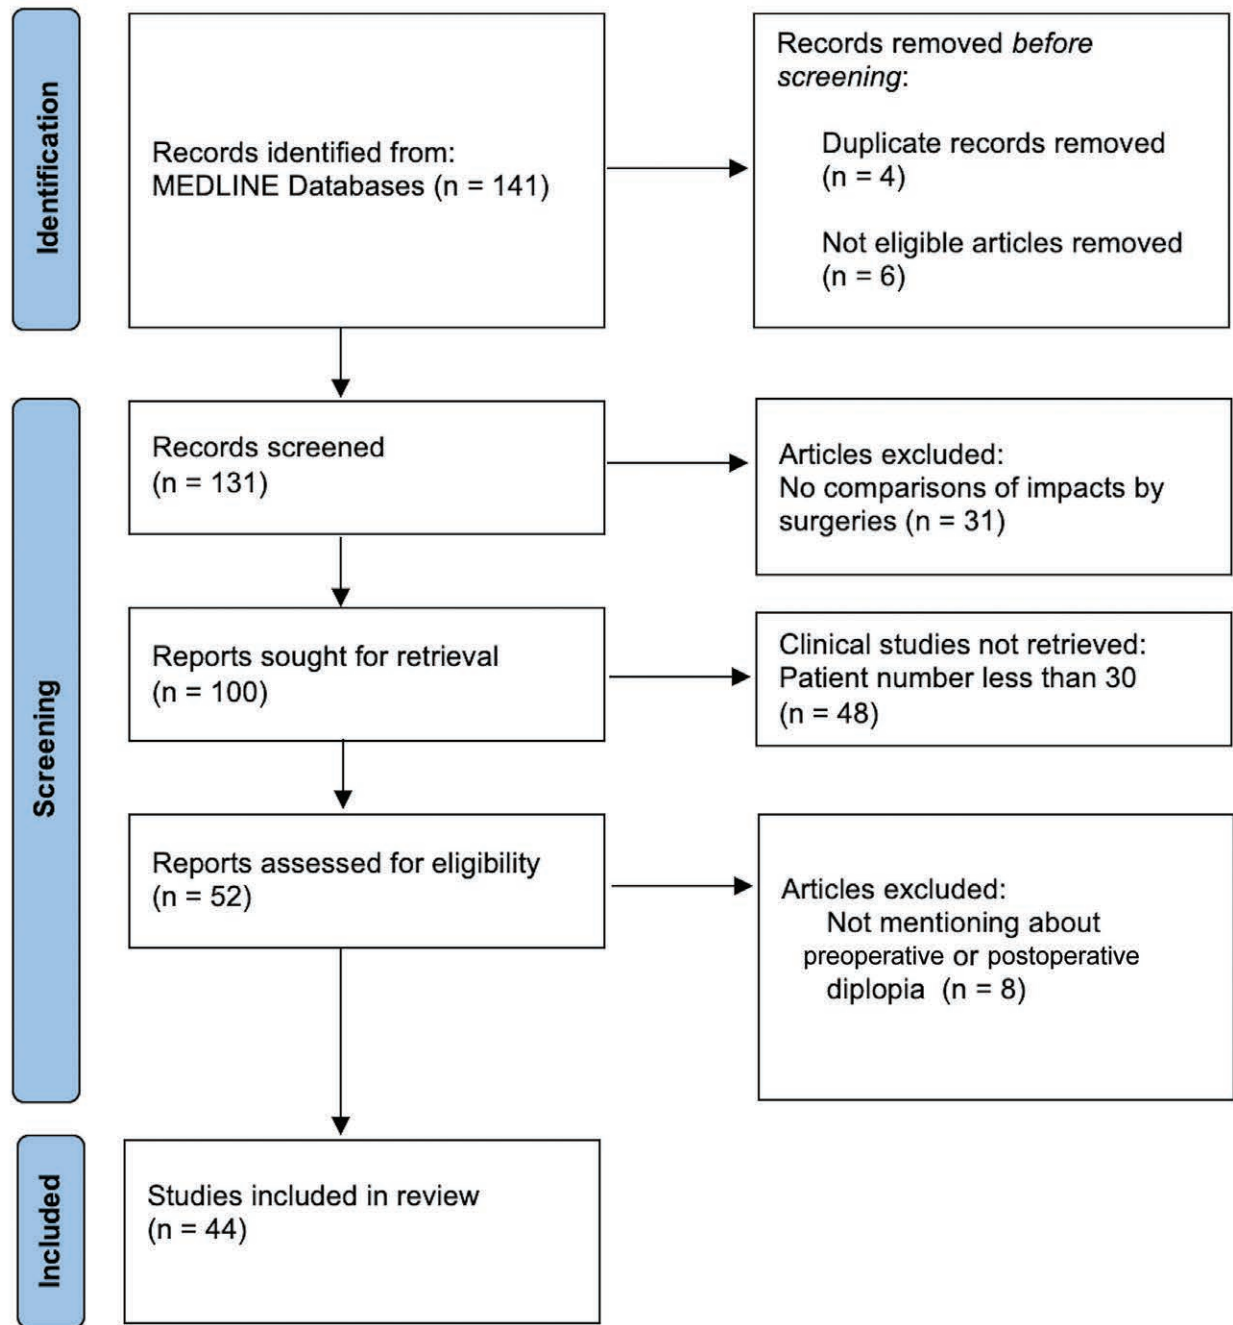 Identification
Records identified from:
MEDLINE Databases (n = 141)
Records removed before
screening:
Duplicate records removed
(n = 4)
Not eligible articles removed
(n = 6)
Screening
Records screened
(n = 131)
Articles excluded:
No comparisons of impacts by
surgeries (n = 31)
Reports sought for retrieval
(n = 100)
Clinical studies not retrieved:
Patient number less than 30
(n = 48)
Reports assessed for eligibility
(n = 52)
Articles excluded:
Not mentioning about
preoperative or postoperative
diplopia (n = 8)
Included
Studies included in review
(n = 44)